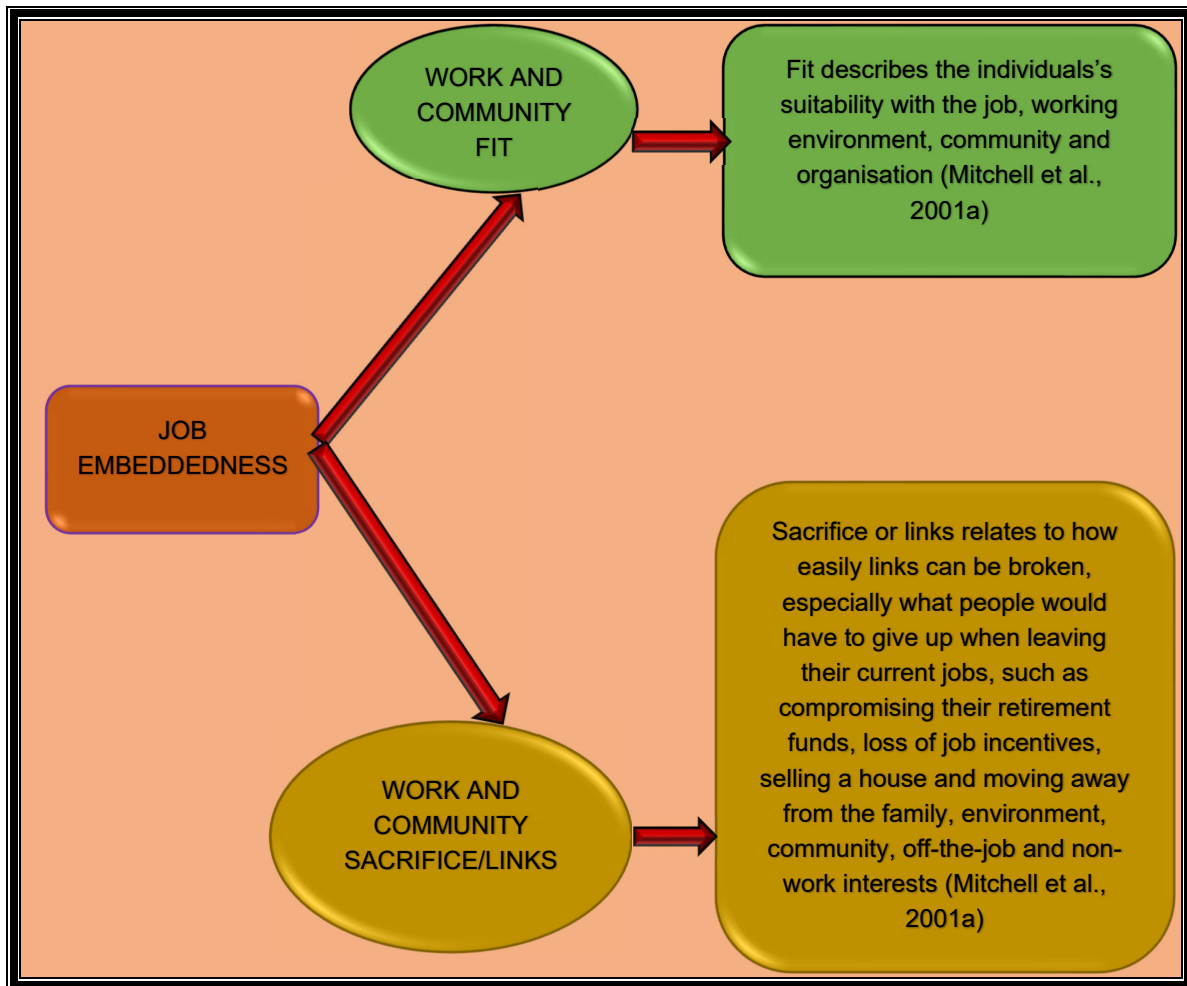 WORK AND
COMMUNITY
FIT
Fit describes the individuals's
suitability with the job, working
environment, community and
organisation (Mitchell et al.,
2001a)
JOB
EMBEDDEDNESS
WORK AND
COMMUNITY
SACRIFICE/LINKS
Sacrifice or links relates to how
easily links can be broken,
especially what people would
have to give up when leaving
their current jobs, such as
compromising their retirement
funds, loss of job incentives,
selling a house and moving away
from the family, environment,
community, off-the-job and non-
work interests (Mitchell et al.,
2001a)